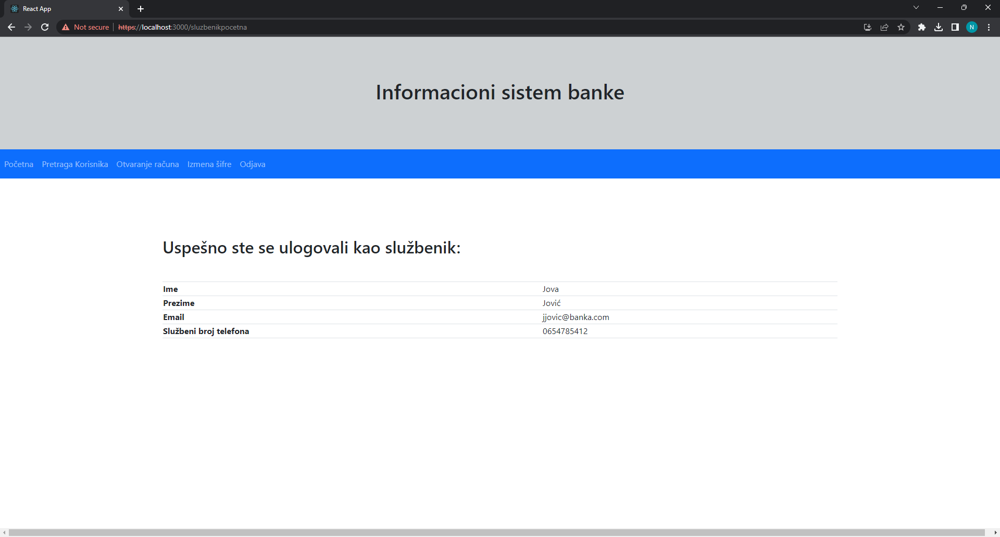 React App
Not secure https://localhost:3000/sluzbenikpocetna N
Informacioni sistem banke
Početna Pretraga Korisnika Otvaranje računa Izmena šifre Odjava
Uspešno ste se ulogovali kao službenik:
Ime Jova
Prezime Jović
Email jjovic@banka.com
Službeni broj telefona 0654785412